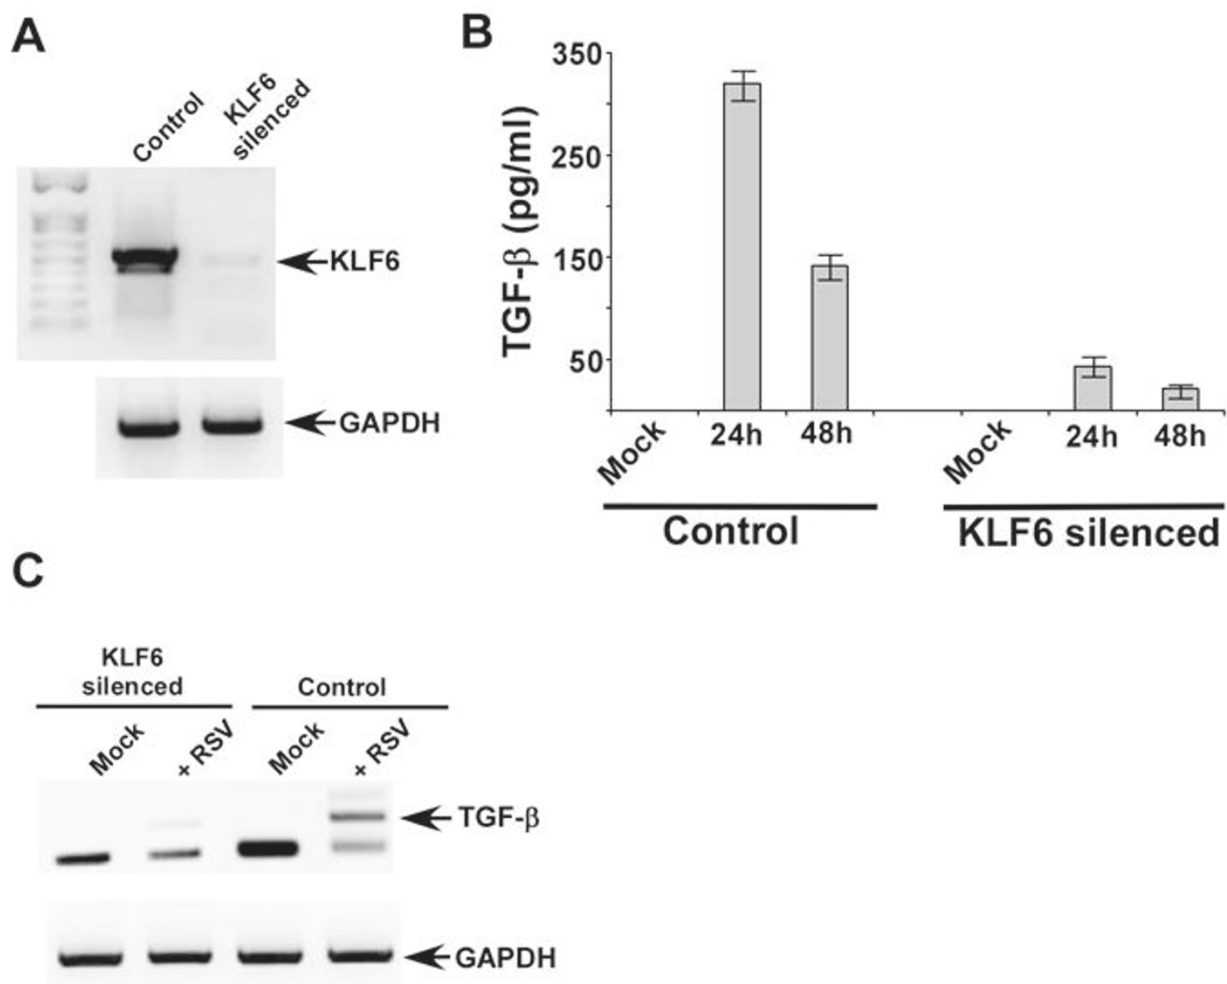 A
Control
KLF6
silenced
KLF6
GAPDH
B
TGF-β (pg/ml)
350
250
150
50
Mock
24h
48h
Mock
24h
48h
Control
KLF6 silenced
C
KLF6
silenced
Control
Mock
+ RSV
Mock
+ RSV
TGF-β
GAPDH